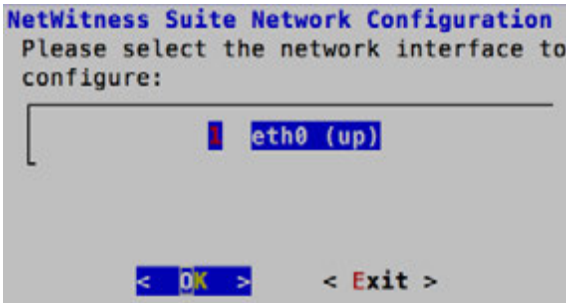 NetWitness Suite Network Configuration
Please select the network interface to
configure:
1 eth0 (up)
< OK > < Exit >